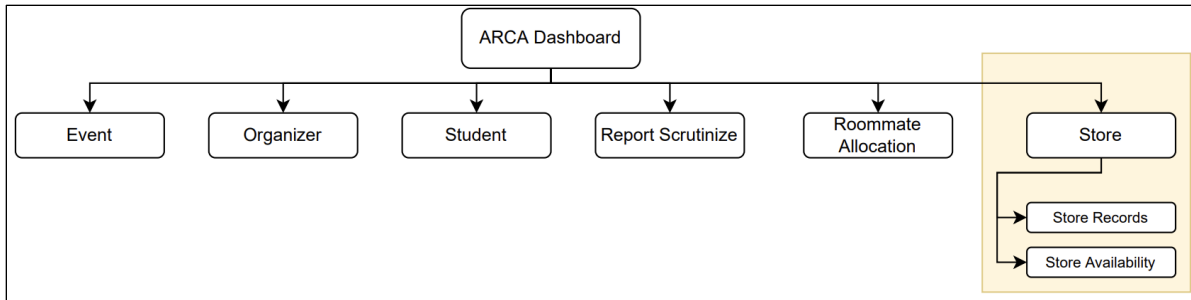 ARCA Dashboard
Event
Organizer
Student
Report Scrutinize
Roommate
Allocation
Store
Store Records
Store Availability